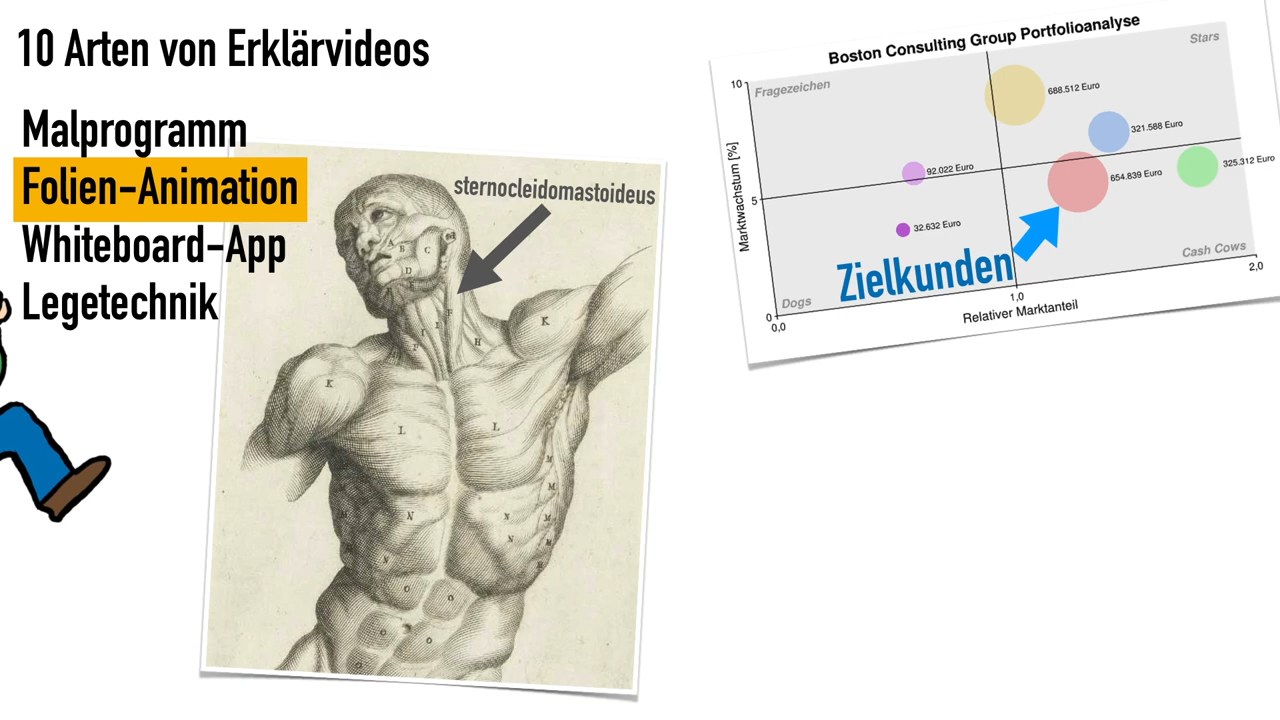 10 Arten von Erklärvideos
Malprogramm
Folien-Animation
Whiteboard-App
Legetechnik
sternocleidomastoideus
A
B
C
D
F
I
I
H
K
K
L
L
M
M
M
M
M
N
N
N
N
N
O
O
O
O
O
Boston Consulting Group Portfolioanalyse
Stars
Fragezeichen
10
688.512 Euro
321.588 Euro
92.022 Euro
654.839 Euro
325.312 Euro
Marktwachstum [%]
5
32.632 Euro
Zielkunden
Cash Cows
Dogs
0
0,0
1,0
2,0
Relativer Marktanteil